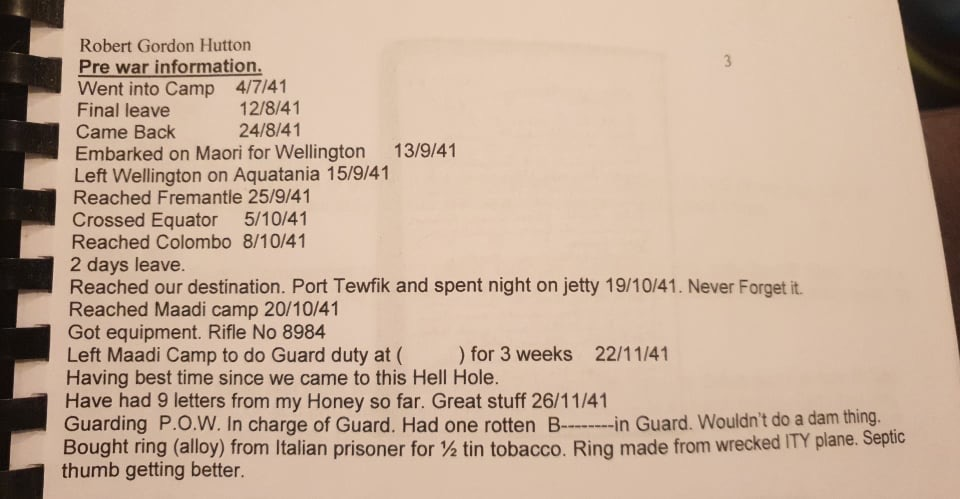 Robert Gordon Hutton
3
Pre war information.
Went into Camp 4/7/41
Final leave 12/8/41
Came Back 24/8/41
Embarked on Maori for Wellington 13/9/41
Left Wellington on Aquatania 15/9/41
Reached Fremantle 25/9/41
Crossed Equator 5/10/41
Reached Colombo 8/10/41
2 days leave.
Reached our destination. Port Tewfik and spent night on jetty 19/10/41. Never Forget it.
Reached Maadi camp 20/10/41
Got equipment. Rifle No 8984
Left Maadi Camp to do Guard duty at ( ) for 3 weeks 22/11/41
Having best time since we came to this Hell Hole.
Have had 9 letters from my Honey so far. Great stuff 26/11/41
Guarding P.O.W. In charge of Guard. Had one rotten B--------in Guard. Wouldn't do a dam thing.
Bought ring (alloy) from Italian prisoner for ½ tin tobacco. Ring made from wrecked ITY plane. Septic
thumb getting better.